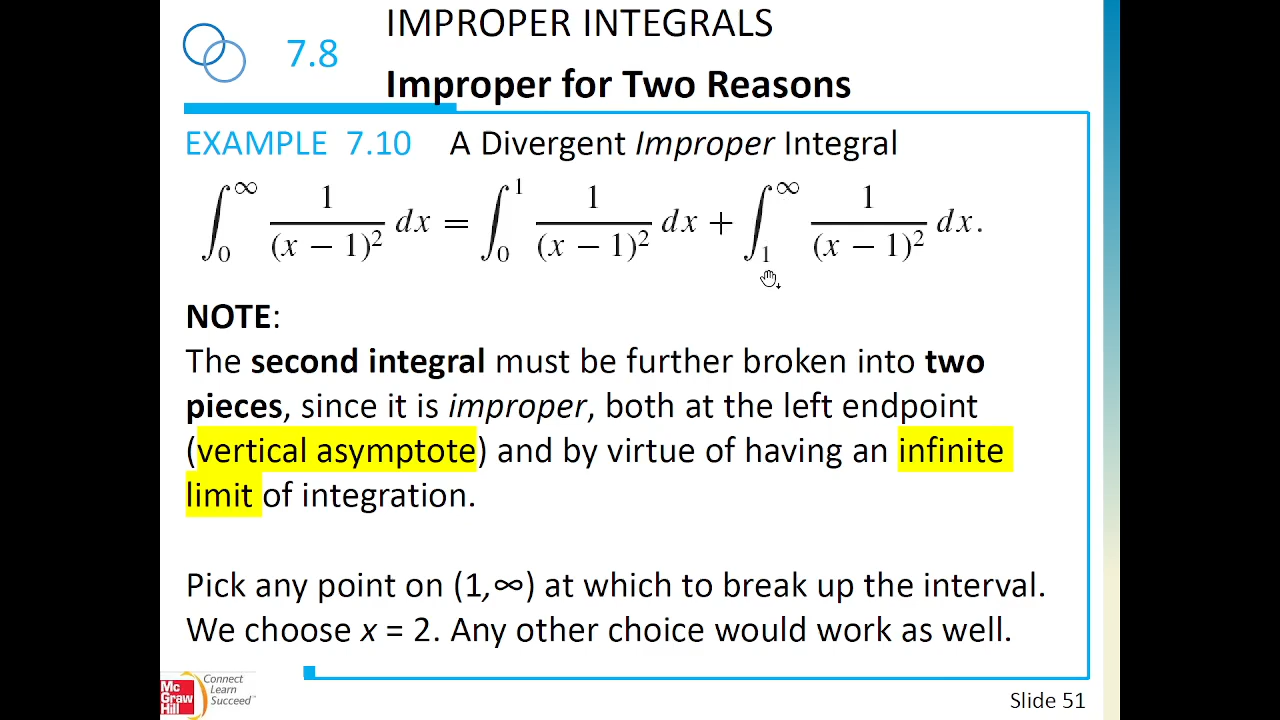 IMPROPER INTEGRALS
7.8
Improper for Two Reasons
EXAMPLE 7.10 A Divergent Improper Integral
∫₀^∞ 1/(x − 1)² dx = ∫₀¹ 1/(x − 1)² dx + ∫₁^∞ 1/(x − 1)² dx.
NOTE:
The second integral must be further broken into two
pieces, since it is improper, both at the left endpoint
(vertical asymptote) and by virtue of having an infinite
limit of integration.
Pick any point on (1,∞) at which to break up the interval.
We choose x = 2. Any other choice would work as well.
Mc
Graw
Hill
Connect
Learn
Succeed™
Slide 51